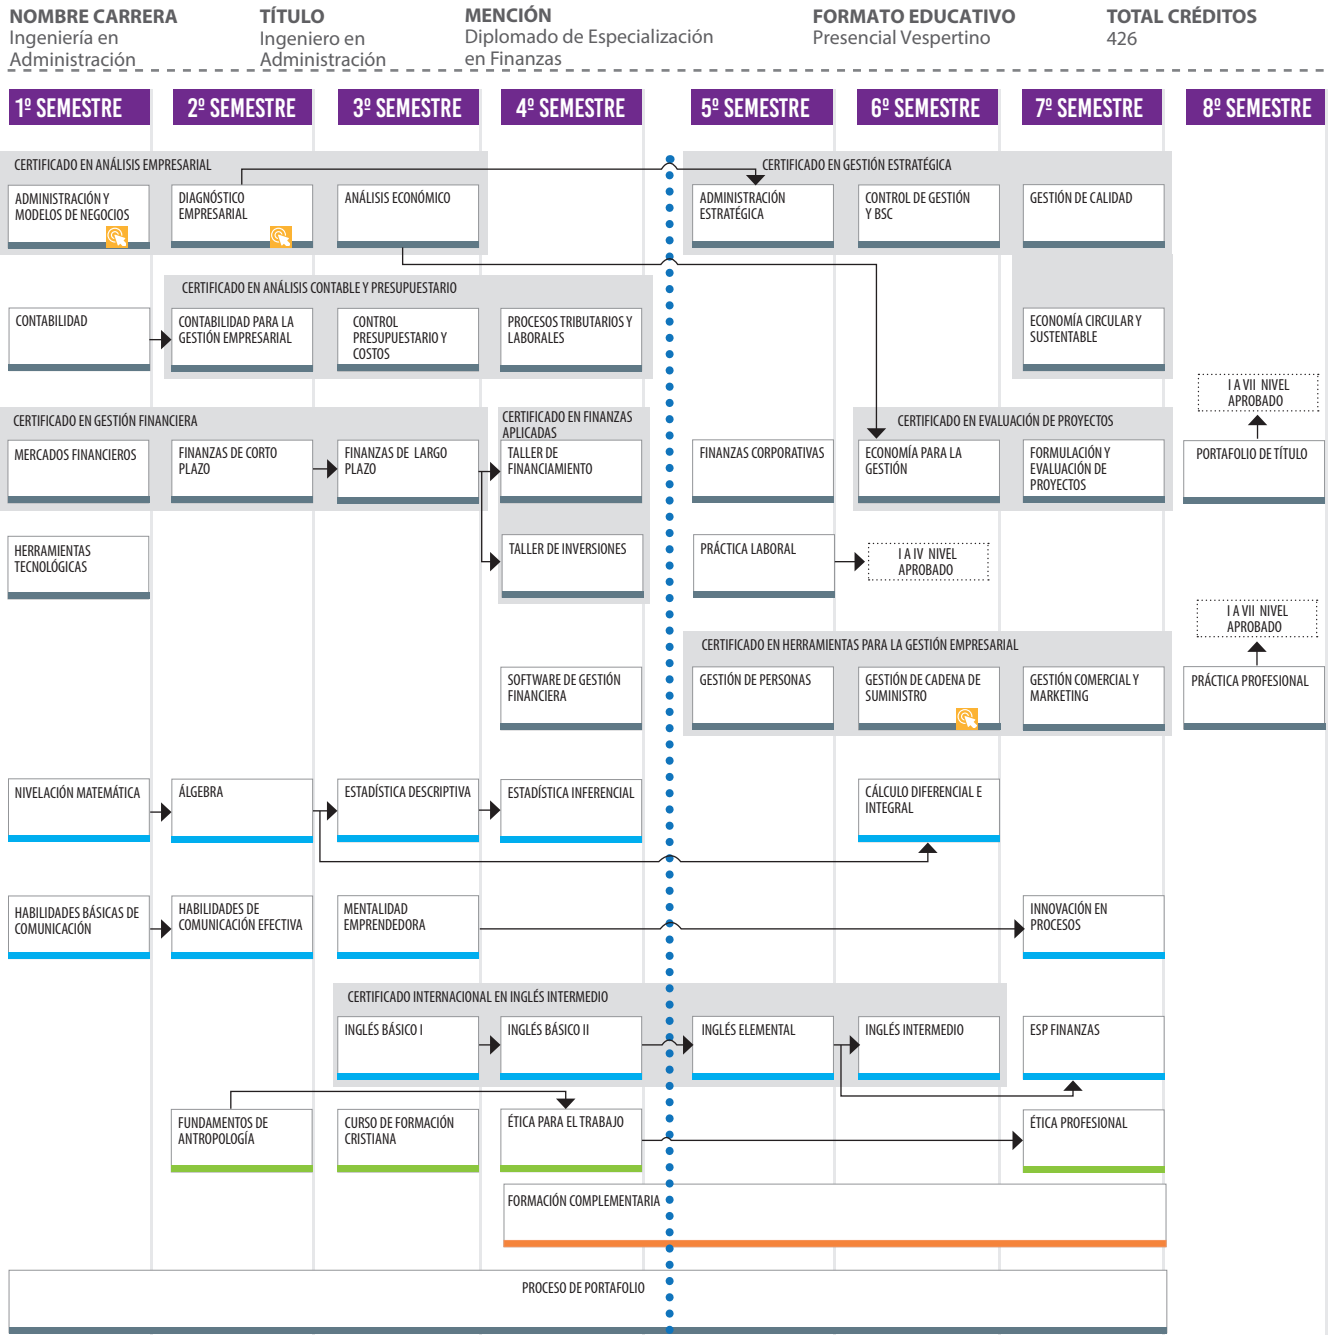 NOMBRE CARRERA
Ingeniería en
Administración
TÍTULO
Ingeniero en
Administración
MENCIÓN
Diplomado de Especialización
en Finanzas
FORMATO EDUCATIVO
Presencial Vespertino
TOTAL CRÉDITOS
426
1º SEMESTRE
2º SEMESTRE
3º SEMESTRE
4º SEMESTRE
5º SEMESTRE
6º SEMESTRE
7º SEMESTRE
8º SEMESTRE
CERTIFICADO EN ANÁLISIS EMPRESARIAL
CERTIFICADO EN GESTIÓN ESTRATÉGICA
ADMINISTRACIÓN Y
MODELOS DE NEGOCIOS
DIAGNÓSTICO
EMPRESARIAL
ANÁLISIS ECONÓMICO
ADMINISTRACIÓN
ESTRATÉGICA
CONTROL DE GESTIÓN
Y BSC
GESTIÓN DE CALIDAD
CERTIFICADO EN ANÁLISIS CONTABLE Y PRESUPUESTARIO
CONTABILIDAD
CONTABILIDAD PARA LA
GESTIÓN EMPRESARIAL
CONTROL
PRESUPUESTARIO Y
COSTOS
PROCESOS TRIBUTARIOS Y
LABORALES
ECONOMÍA CIRCULAR Y
SUSTENTABLE
I A VII NIVEL
APROBADO
CERTIFICADO EN GESTIÓN FINANCIERA
CERTIFICADO EN FINANZAS
APLICADAS
CERTIFICADO EN EVALUACIÓN DE PROYECTOS
MERCADOS FINANCIEROS
FINANZAS DE CORTO
PLAZO
FINANZAS DE LARGO
PLAZO
TALLER DE
FINANCIAMIENTO
FINANZAS CORPORATIVAS
ECONOMÍA PARA LA
GESTIÓN
FORMULACIÓN Y
EVALUACIÓN DE
PROYECTOS
PORTAFOLIO DE TÍTULO
HERRAMIENTAS
TECNOLÓGICAS
TALLER DE INVERSIONES
PRÁCTICA LABORAL
I A IV NIVEL
APROBADO
I A VII NIVEL
APROBADO
CERTIFICADO EN HERRAMIENTAS PARA LA GESTIÓN EMPRESARIAL
SOFTWARE DE GESTIÓN
FINANCIERA
GESTIÓN DE PERSONAS
GESTIÓN DE CADENA DE
SUMINISTRO
GESTIÓN COMERCIAL Y
MARKETING
PRÁCTICA PROFESIONAL
NIVELACIÓN MATEMÁTICA
ÁLGEBRA
ESTADÍSTICA DESCRIPTIVA
ESTADÍSTICA INFERENCIAL
CÁLCULO DIFERENCIAL E
INTEGRAL
HABILIDADES BÁSICAS DE
COMUNICACIÓN
HABILIDADES DE
COMUNICACIÓN EFECTIVA
MENTALIDAD
EMPRENDEDORA
INNOVACIÓN EN
PROCESOS
CERTIFICADO INTERNACIONAL EN INGLÉS INTERMEDIO
INGLÉS BÁSICO I
INGLÉS BÁSICO II
INGLÉS ELEMENTAL
INGLÉS INTERMEDIO
ESP FINANZAS
FUNDAMENTOS DE
ANTROPOLOGÍA
CURSO DE FORMACIÓN
CRISTIANA
ÉTICA PARA EL TRABAJO
ÉTICA PROFESIONAL
FORMACIÓN COMPLEMENTARIA
PROCESO DE PORTAFOLIO